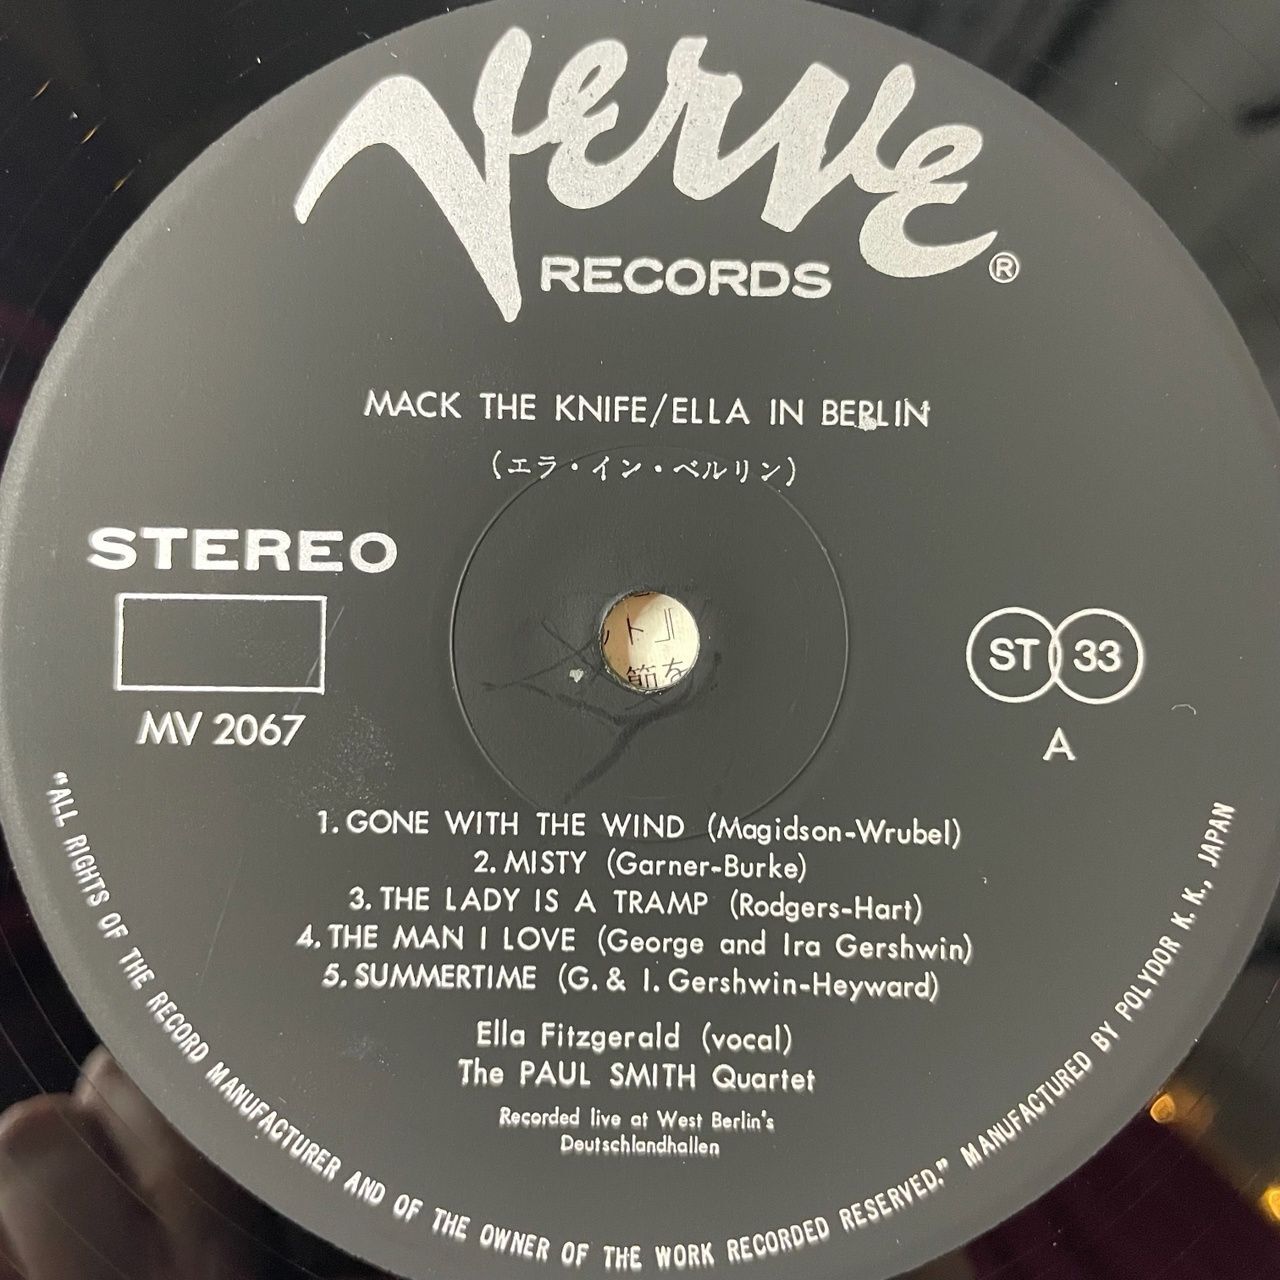 Verve
RECORDS ®
MACK THE KNIFE/ELLA IN BERLIN
(エラ・イン・ベルリン)
STEREO
MV 2067
ST 33
A
1. GONE WITH THE WIND (Magidson-Wrubel)
2. MISTY (Garner-Burke)
3. THE LADY IS A TRAMP (Rodgers-Hart)
4. THE MAN I LOVE (George and Ira Gershwin)
5. SUMMERTIME (G. & I. Gershwin-Heyward)
Ella Fitzgerald (vocal)
The PAUL SMITH Quartet
Recorded live at West Berlin's
Deutschlandhallen
"ALL RIGHTS OF THE RECORD MANUFACTURER AND OF THE OWNER OF THE WORK RECORDED RESERVED." MANUFACTURED BY POLYDOR K. K., JAPAN
ト』
節を